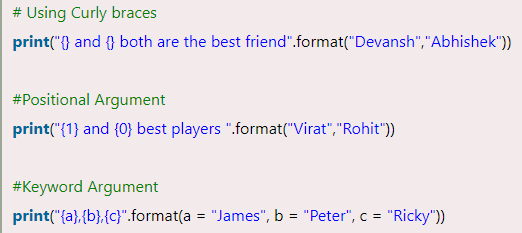 # Using Curly braces
print("{} and {} both are the best friend".format("Devansh","Abhishek"))
#Positional Argument
print("{1} and {0} best players ".format("Virat","Rohit"))
#Keyword Argument
print("{a},{b},{c}".format(a = "James", b = "Peter", c = "Ricky"))